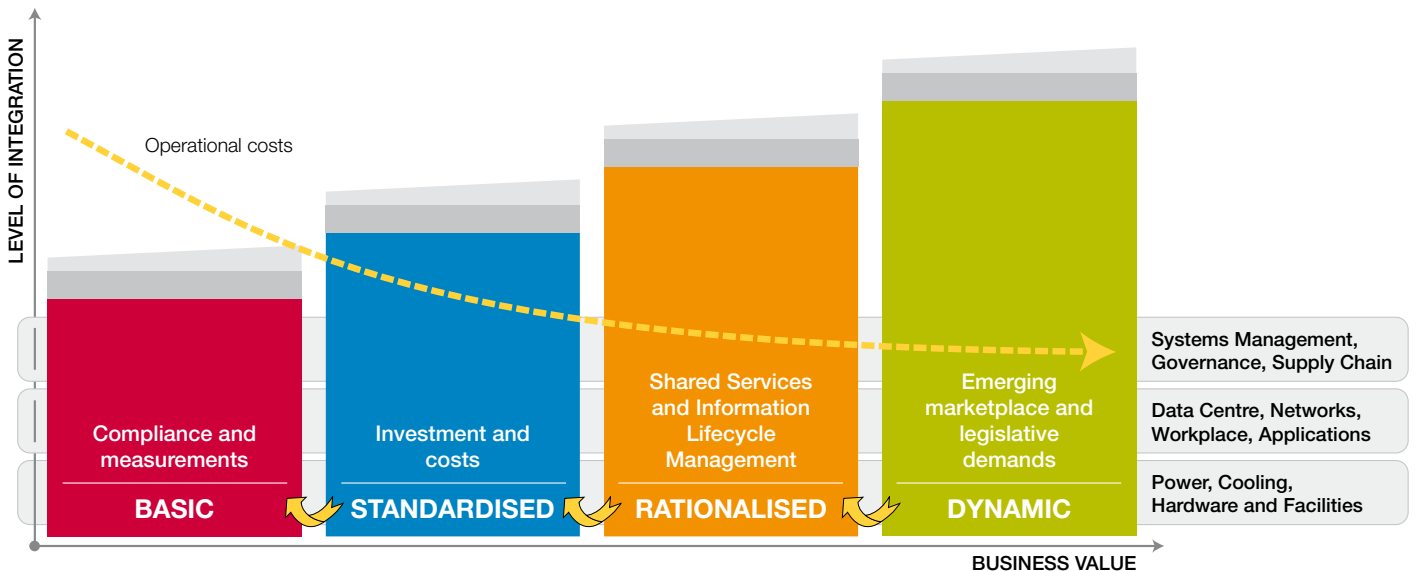 LEVEL OF INTEGRATION
Operational costs
Compliance and
measurements
BASIC
Investment and
costs
STANDARDISED
Shared Services
and Information
Lifecycle
Management
RATIONALISED
Emerging
marketplace and
legislative
demands
DYNAMIC
Systems Management,
Governance, Supply Chain
Data Centre, Networks,
Workplace, Applications
Power, Cooling,
Hardware and Facilities
BUSINESS VALUE